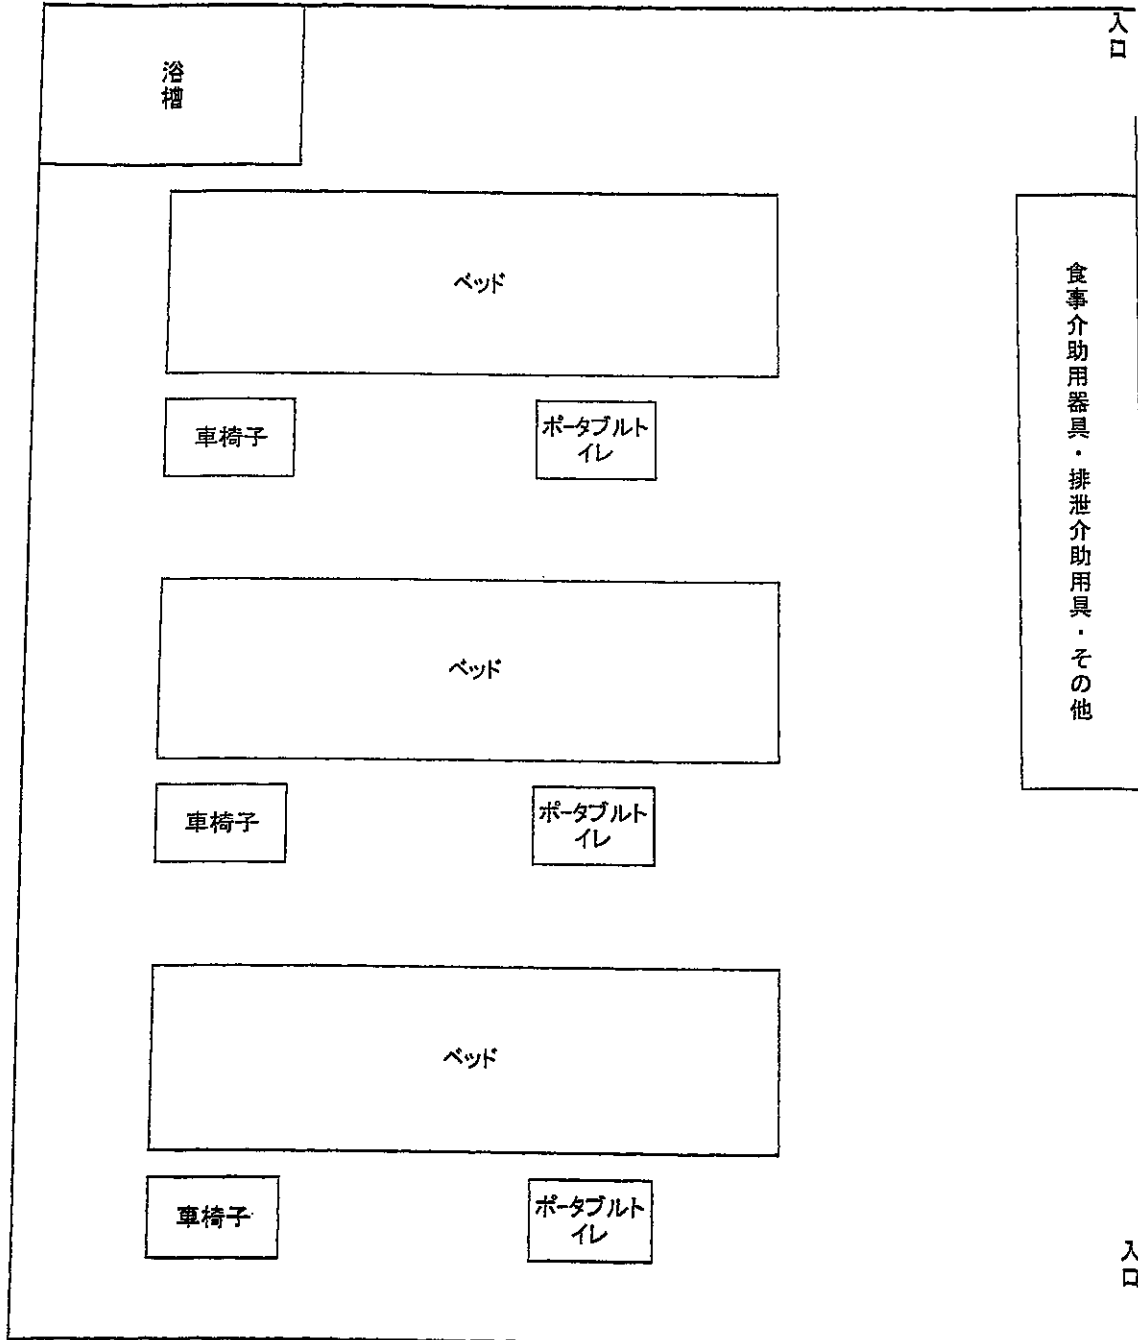 入口
浴槽
ベッド
食事介助用器具・排泄介助用具・その他
車椅子
ポータブルト
イレ
ベッド
車椅子
ポータブルト
イレ
ベッド
車椅子
ポータブルト
イレ
入口